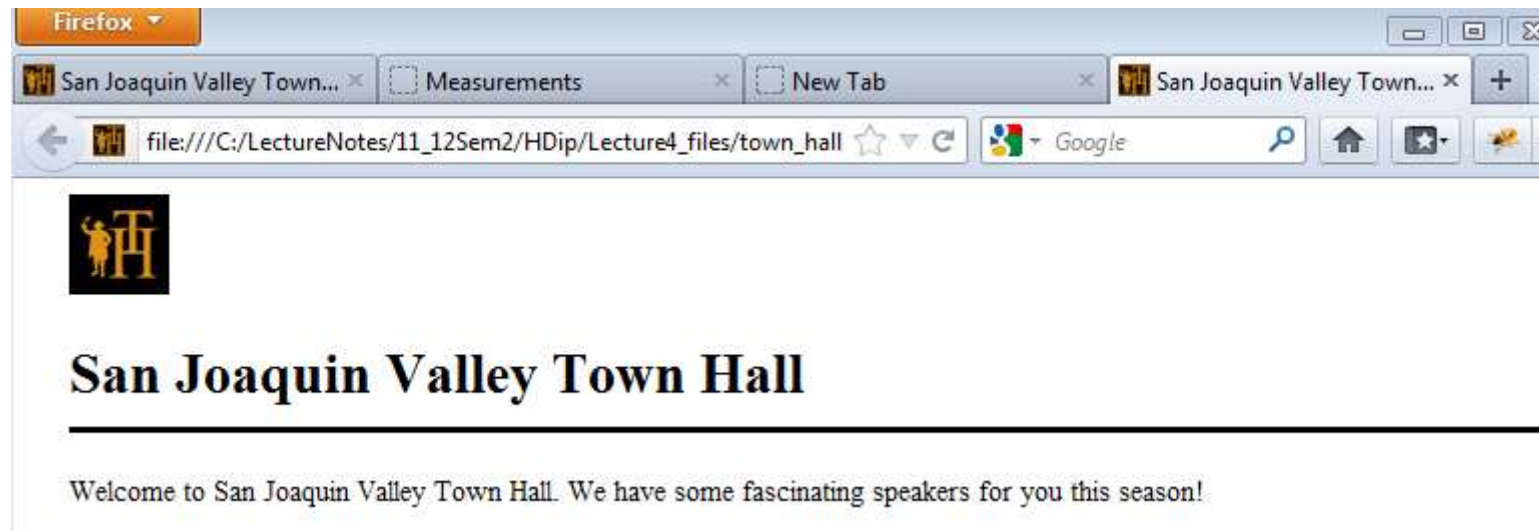 Firefox
San Joaquin Valley Town... Measurements New Tab San Joaquin Valley Town...
file:///C:/LectureNotes/11_12Sem2/HDip/Lecture4_files/town_hall Google
TH
San Joaquin Valley Town Hall
Welcome to San Joaquin Valley Town Hall. We have some fascinating speakers for you this season!